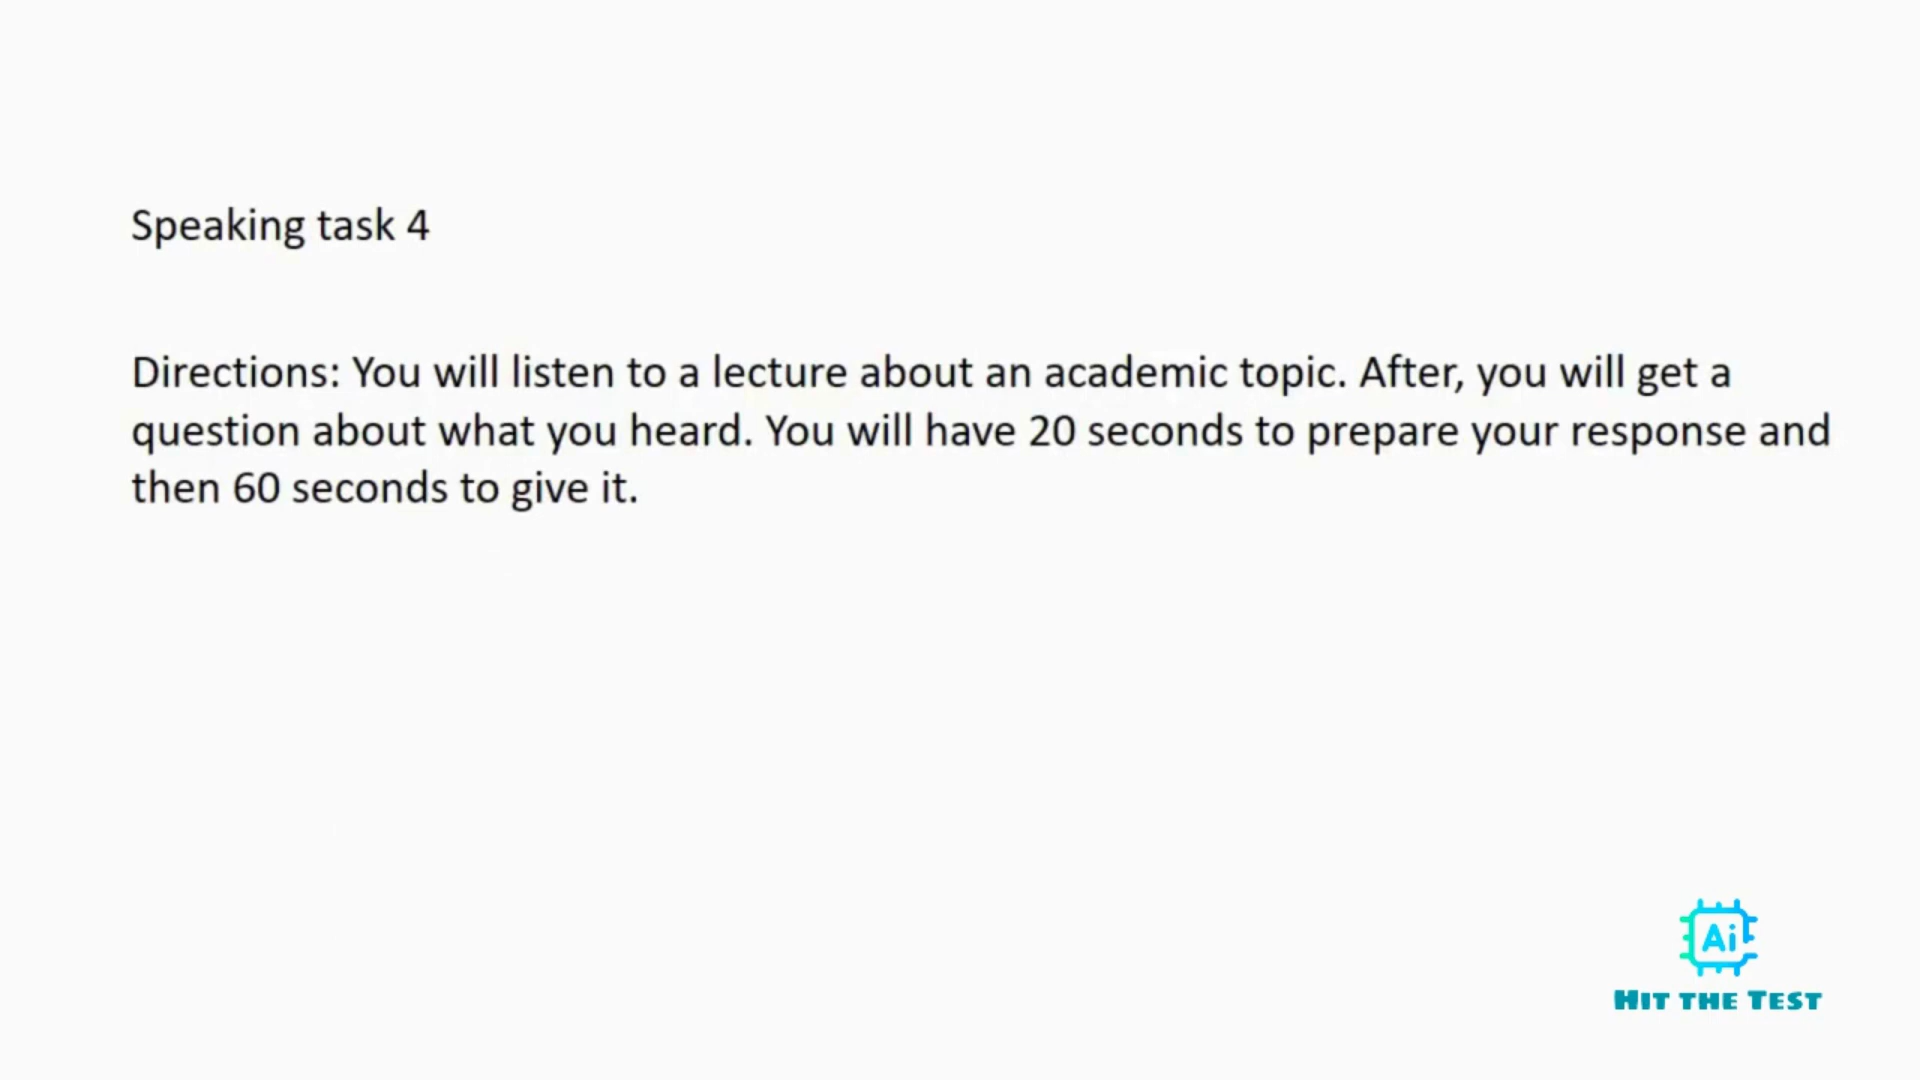 Speaking task 4
Directions: You will listen to a lecture about an academic topic. After, you will get a
question about what you heard. You will have 20 seconds to prepare your response and
then 60 seconds to give it.
Ai
HIT THE TEST